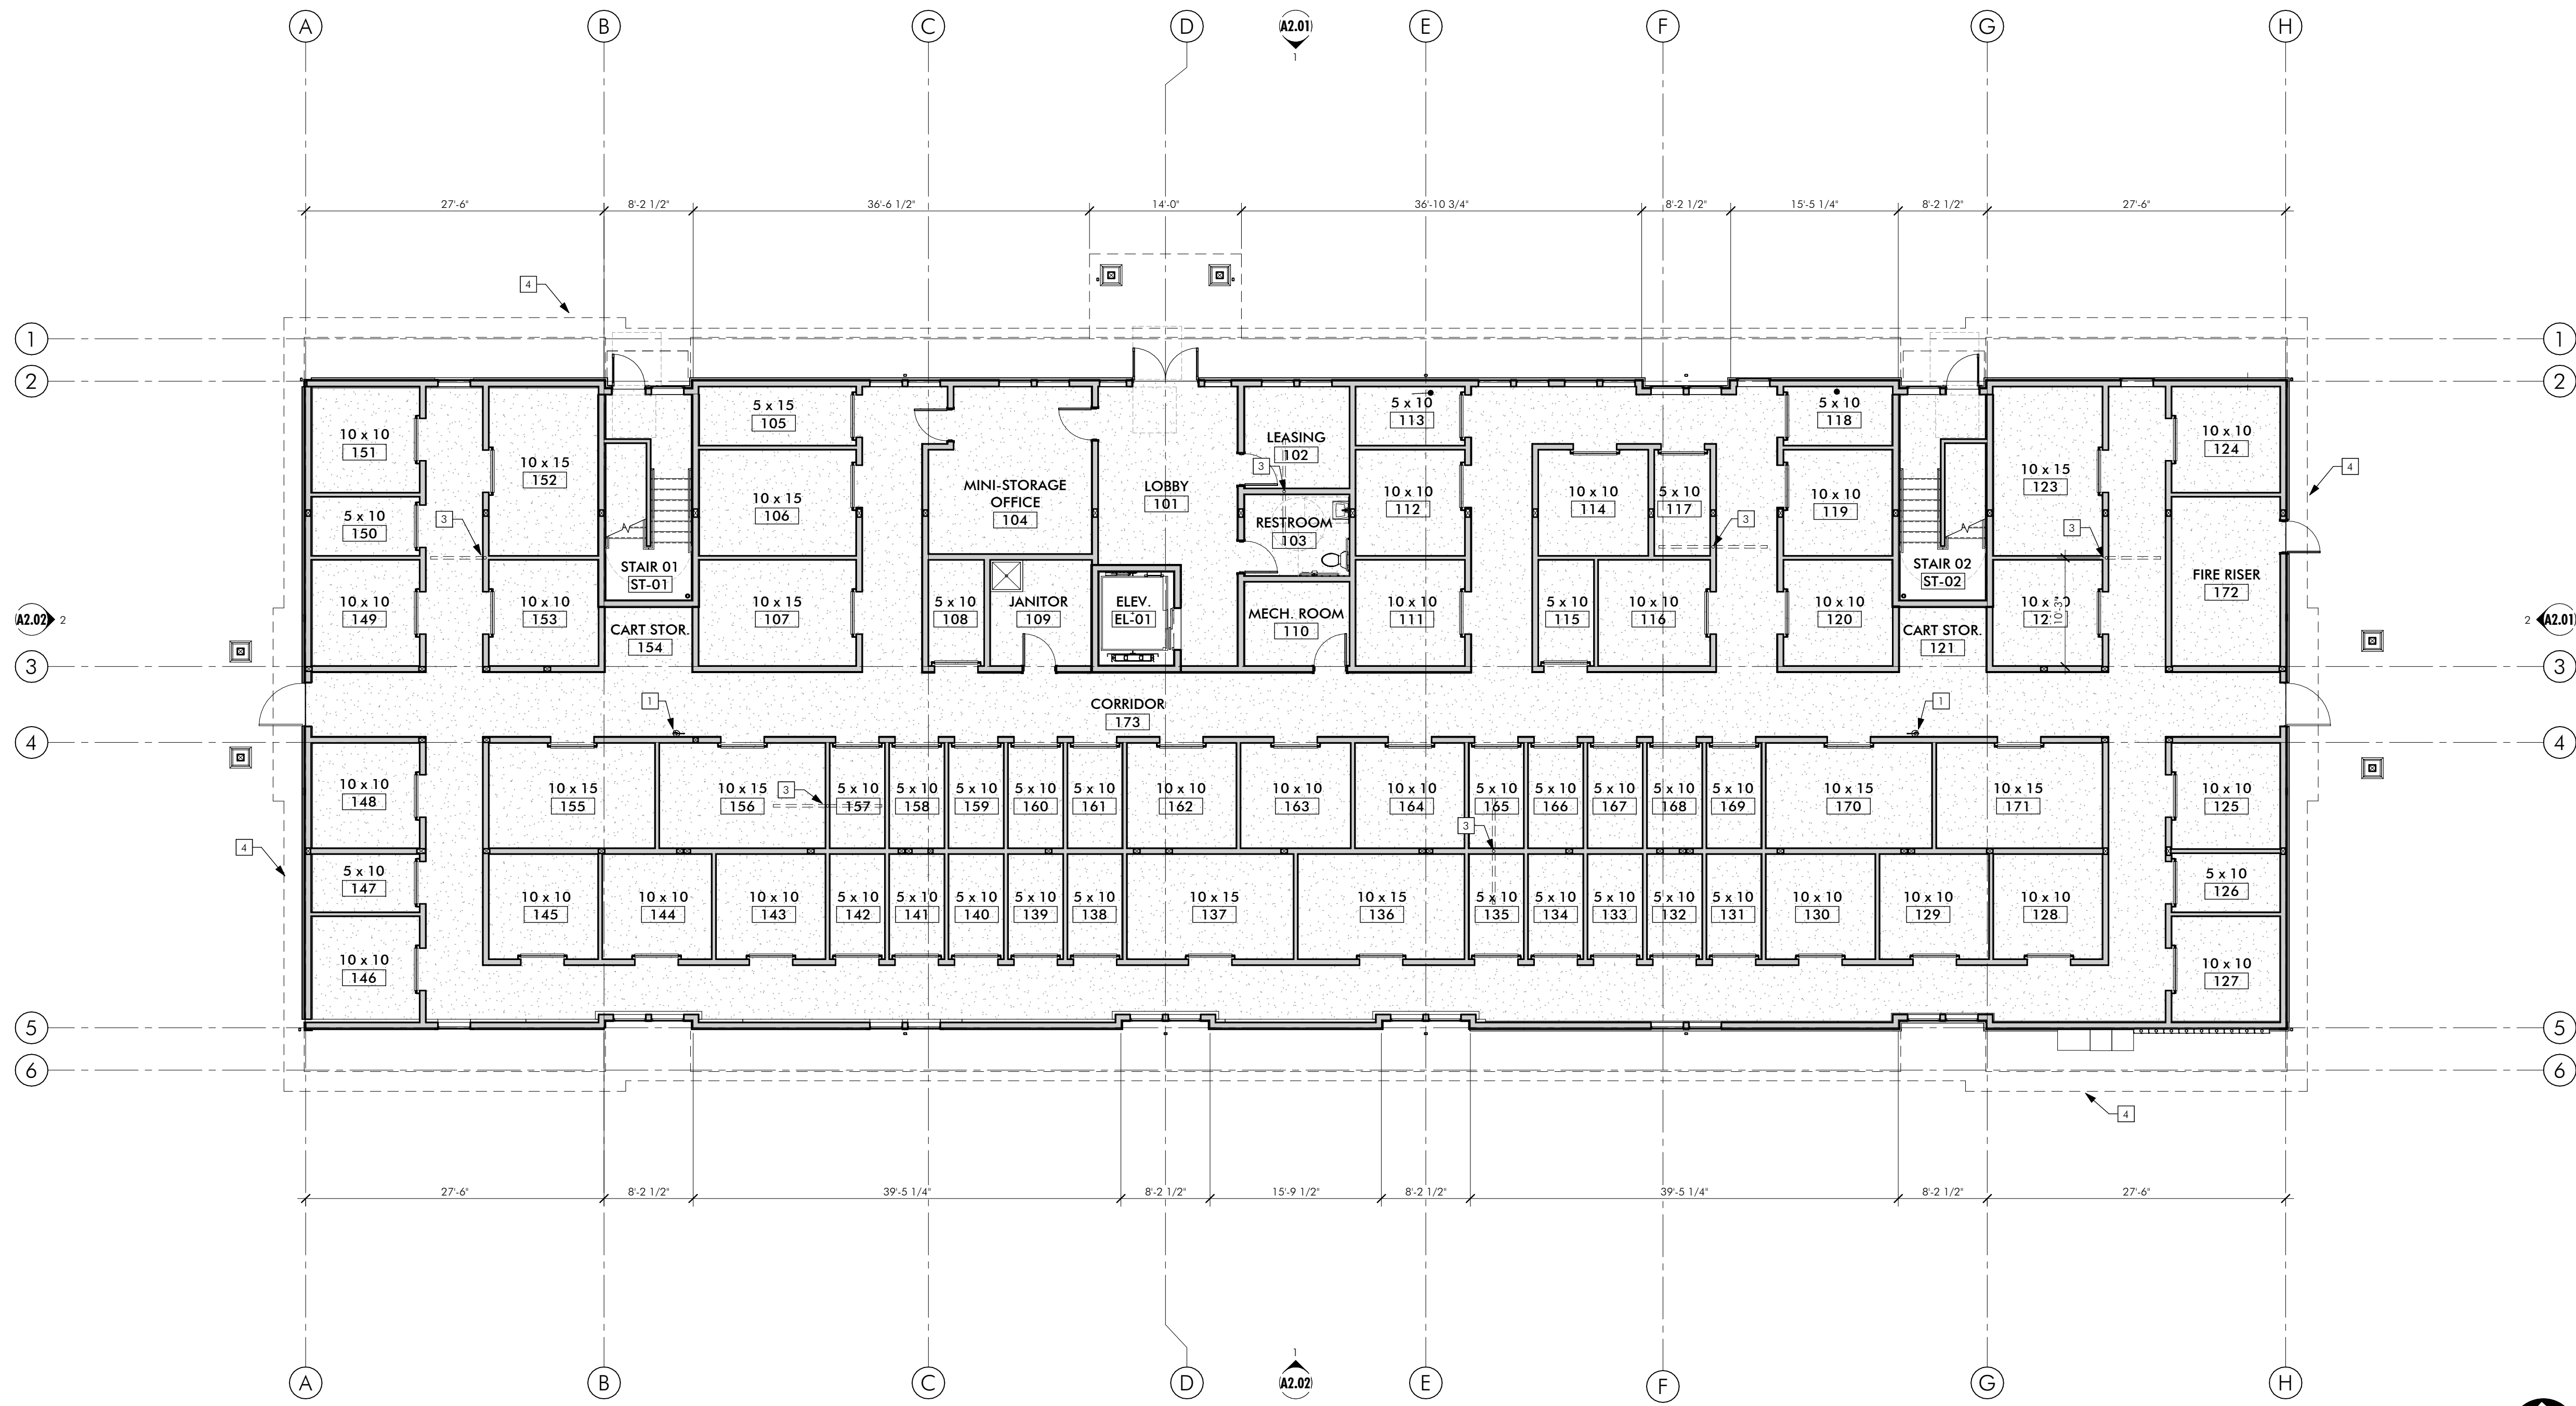 A B C D A2.01 E F G H
1
27'-6" 8'-2 1/2" 36'-6 1/2" 14'-0" 36'-10 3/4" 8'-2 1/2" 15'-5 1/4" 8'-2 1/2" 27'-6"
4
1 1
2 2
5 x 15
105
5 x 10
113
5 x 10
118
10 x 10
151
10 x 15
152
LEASING
102
10 x 10
124
4
3
10 x 15
106
MINI-STORAGE
OFFICE
104
LOBBY
101
10 x 10
112
10 x 10
114
5 x 10
117
10 x 10
119
10 x 15
123
5 x 10
150
3
RESTROOM
103
3
3
STAIR 01
ST-01
STAIR 02
ST-02
FIRE RISER
172
10 x 10
149
10 x 10
153
10 x 15
107
5 x 10
108
JANITOR
109
ELEV.
EL-01
MECH. ROOM
110
10 x 10
111
5 x 10
115
10 x 10
116
10 x 10
120
10'-3"
A2.02 2
2 A2.01
CART STOR.
154
CART STOR.
121
3 3
1
CORRIDOR
173
1
4 4
10 x 10
148
10 x 15
155
10 x 15
156
3
5 x 10
157
5 x 10
158
5 x 10
159
5 x 10
160
5 x 10
161
10 x 10
162
10 x 10
163
10 x 10
164
5 x 10
165
5 x 10
166
5 x 10
167
5 x 10
168
5 x 10
169
10 x 15
170
10 x 15
171
10 x 10
125
3
4
5 x 10
147
10 x 10
145
10 x 10
144
10 x 10
143
5 x 10
142
5 x 10
141
5 x 10
140
5 x 10
139
5 x 10
138
10 x 15
137
10 x 15
136
5 x 10
135
5 x 10
134
5 x 10
133
5 x 10
132
5 x 10
131
10 x 10
130
10 x 10
129
10 x 10
128
5 x 10
126
10 x 10
146
10 x 10
127
5 5
6 6
4
27'-6" 8'-2 1/2" 39'-5 1/4" 8'-2 1/2" 15'-9 1/2" 8'-2 1/2" 39'-5 1/4" 8'-2 1/2" 27'-6"
1
A B C D A2.02 E F G H